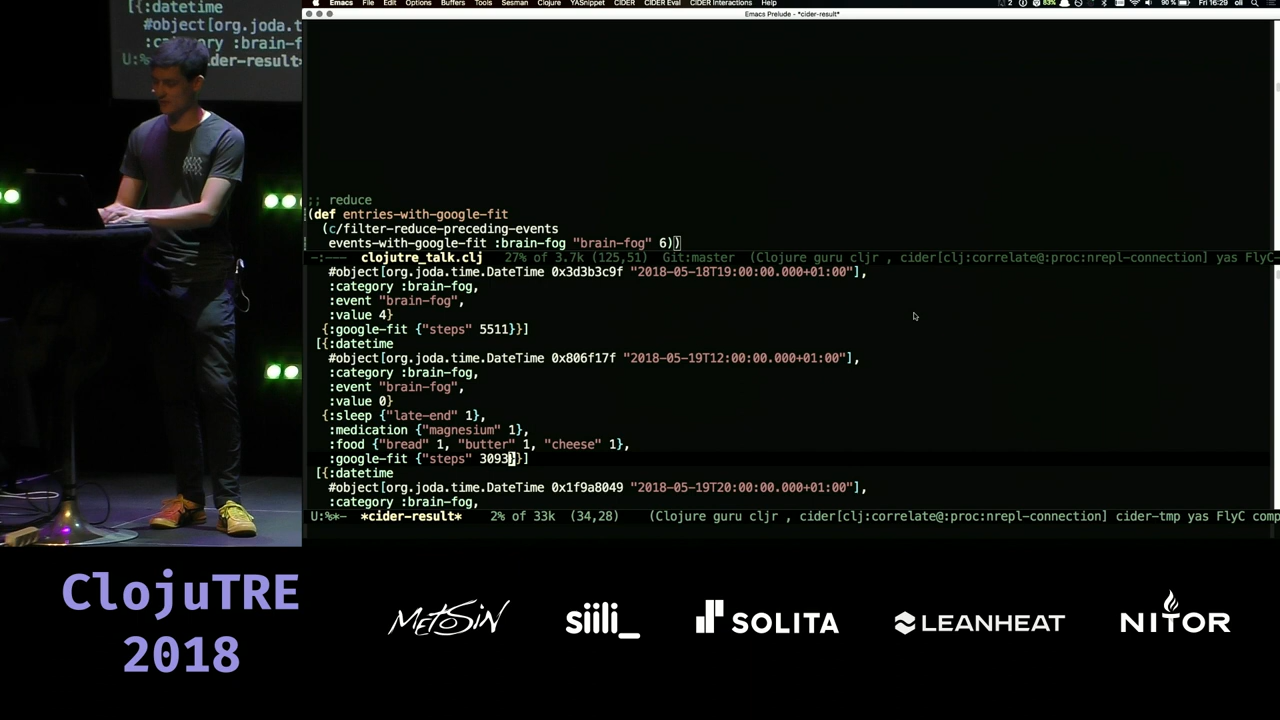 [{:datetime
#object[org.joda.t
:category :brain-f
U:%*
der-result*
Emacs File Edit Options Buffers Tools Sesman Clojure YASnippet CIDER CIDER Eval CIDER Interactions Help
83%
90 %
Fri 16:29 oli
Emacs Prelude - *cider-result*
;; reduce
(def entries-with-google-fit
(c/filter-reduce-preceding-events
events-with-google-fit :brain-fog "brain-fog" 6))
-:--- clojutre_talk.clj 27% of 3.7k (125,51) Git:master (Clojure guru cljr , cider[clj:correlate@:proc:nrepl-connection] yas FlyC-
#object[org.joda.time.DateTime 0x3d3b3c9f "2018-05-18T19:00:00.000+01:00"],
:category :brain-fog,
:event "brain-fog",
:value 4}
{:google-fit {"steps" 5511}}]
[{:datetime
#object[org.joda.time.DateTime 0x806f17f "2018-05-19T12:00:00.000+01:00"],
:category :brain-fog,
:event "brain-fog",
:value 0}
{:sleep {"late-end" 1},
:medication {"magnesium" 1},
:food {"bread" 1, "butter" 1, "cheese" 1},
:google-fit {"steps" 3093}}]
[{:datetime
#object[org.joda.time.DateTime 0x1f9a8049 "2018-05-19T20:00:00.000+01:00"],
:category :brain-fog,
U:%*- *cider-result* 2% of 33k (34,28) (Clojure guru cljr , cider[clj:correlate@:proc:nrepl-connection] cider-tmp yas FlyC comp
ClojuTRE
2018
METOSIN
siili_
SOLITA
LEANHEAT
NITOR